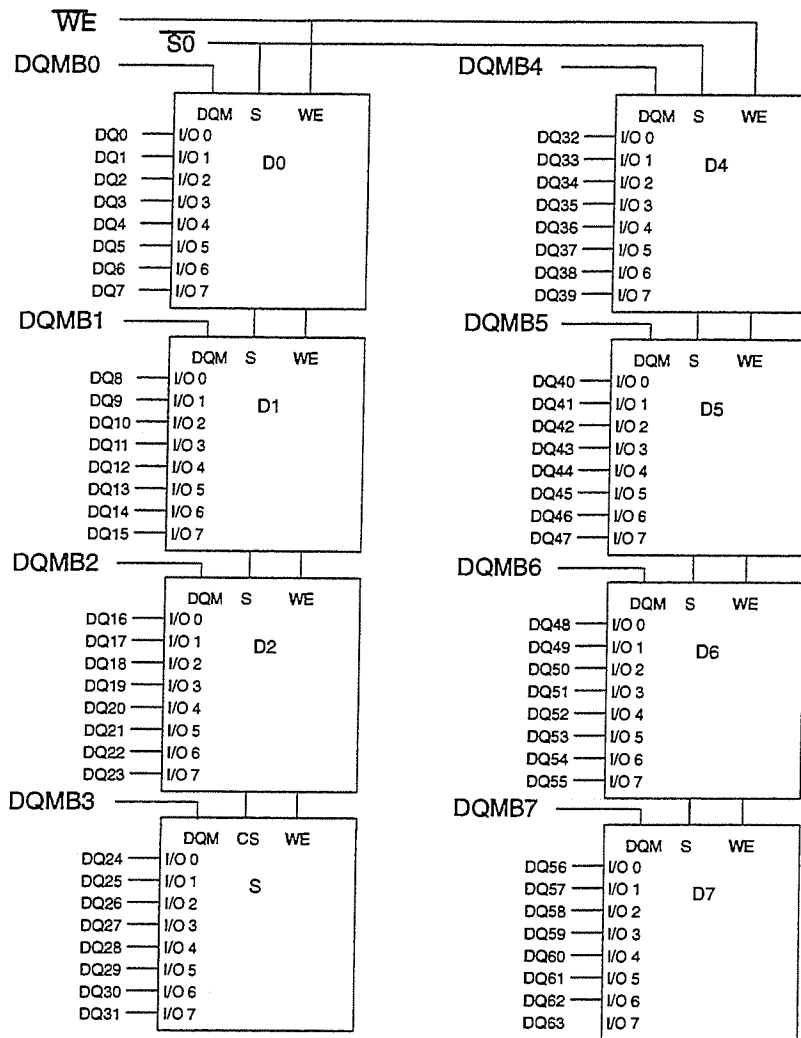 WE
S0
DQMB0
DQM S WE
D0
DQ0 I/O 0
DQ1 I/O 1
DQ2 I/O 2
DQ3 I/O 3
DQ4 I/O 4
DQ5 I/O 5
DQ6 I/O 6
DQ7 I/O 7
DQMB1
DQM S WE
D1
DQ8 I/O 0
DQ9 I/O 1
DQ10 I/O 2
DQ11 I/O 3
DQ12 I/O 4
DQ13 I/O 5
DQ14 I/O 6
DQ15 I/O 7
DQMB2
DQM S WE
D2
DQ16 I/O 0
DQ17 I/O 1
DQ18 I/O 2
DQ19 I/O 3
DQ20 I/O 4
DQ21 I/O 5
DQ22 I/O 6
DQ23 I/O 7
DQMB3
DQM CS WE
S
DQ24 I/O 0
DQ25 I/O 1
DQ26 I/O 2
DQ27 I/O 3
DQ28 I/O 4
DQ29 I/O 5
DQ30 I/O 6
DQ31 I/O 7
DQMB4
DQM S WE
D4
DQ32 I/O 0
DQ33 I/O 1
DQ34 I/O 2
DQ35 I/O 3
DQ36 I/O 4
DQ37 I/O 5
DQ38 I/O 6
DQ39 I/O 7
DQMB5
DQM S WE
D5
DQ40 I/O 0
DQ41 I/O 1
DQ42 I/O 2
DQ43 I/O 3
DQ44 I/O 4
DQ45 I/O 5
DQ46 I/O 6
DQ47 I/O 7
DQMB6
DQM S WE
D6
DQ48 I/O 0
DQ49 I/O 1
DQ50 I/O 2
DQ51 I/O 3
DQ52 I/O 4
DQ53 I/O 5
DQ54 I/O 6
DQ55 I/O 7
DQMB7
DQM S WE
D7
DQ56 I/O 0
DQ57 I/O 1
DQ58 I/O 2
DQ59 I/O 3
DQ60 I/O 4
DQ61 I/O 5
DQ62 I/O 6
DQ63 I/O 7